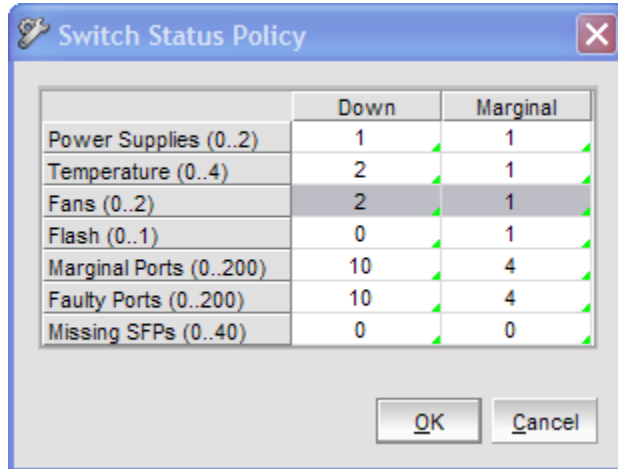 Switch Status Policy
Down Marginal
Power Supplies (0..2) 1 1
Temperature (0..4) 2 1
Fans (0..2) 2 1
Flash (0..1) 0 1
Marginal Ports (0..200) 10 4
Faulty Ports (0..200) 10 4
Missing SFPs (0..40) 0 0
OK Cancel